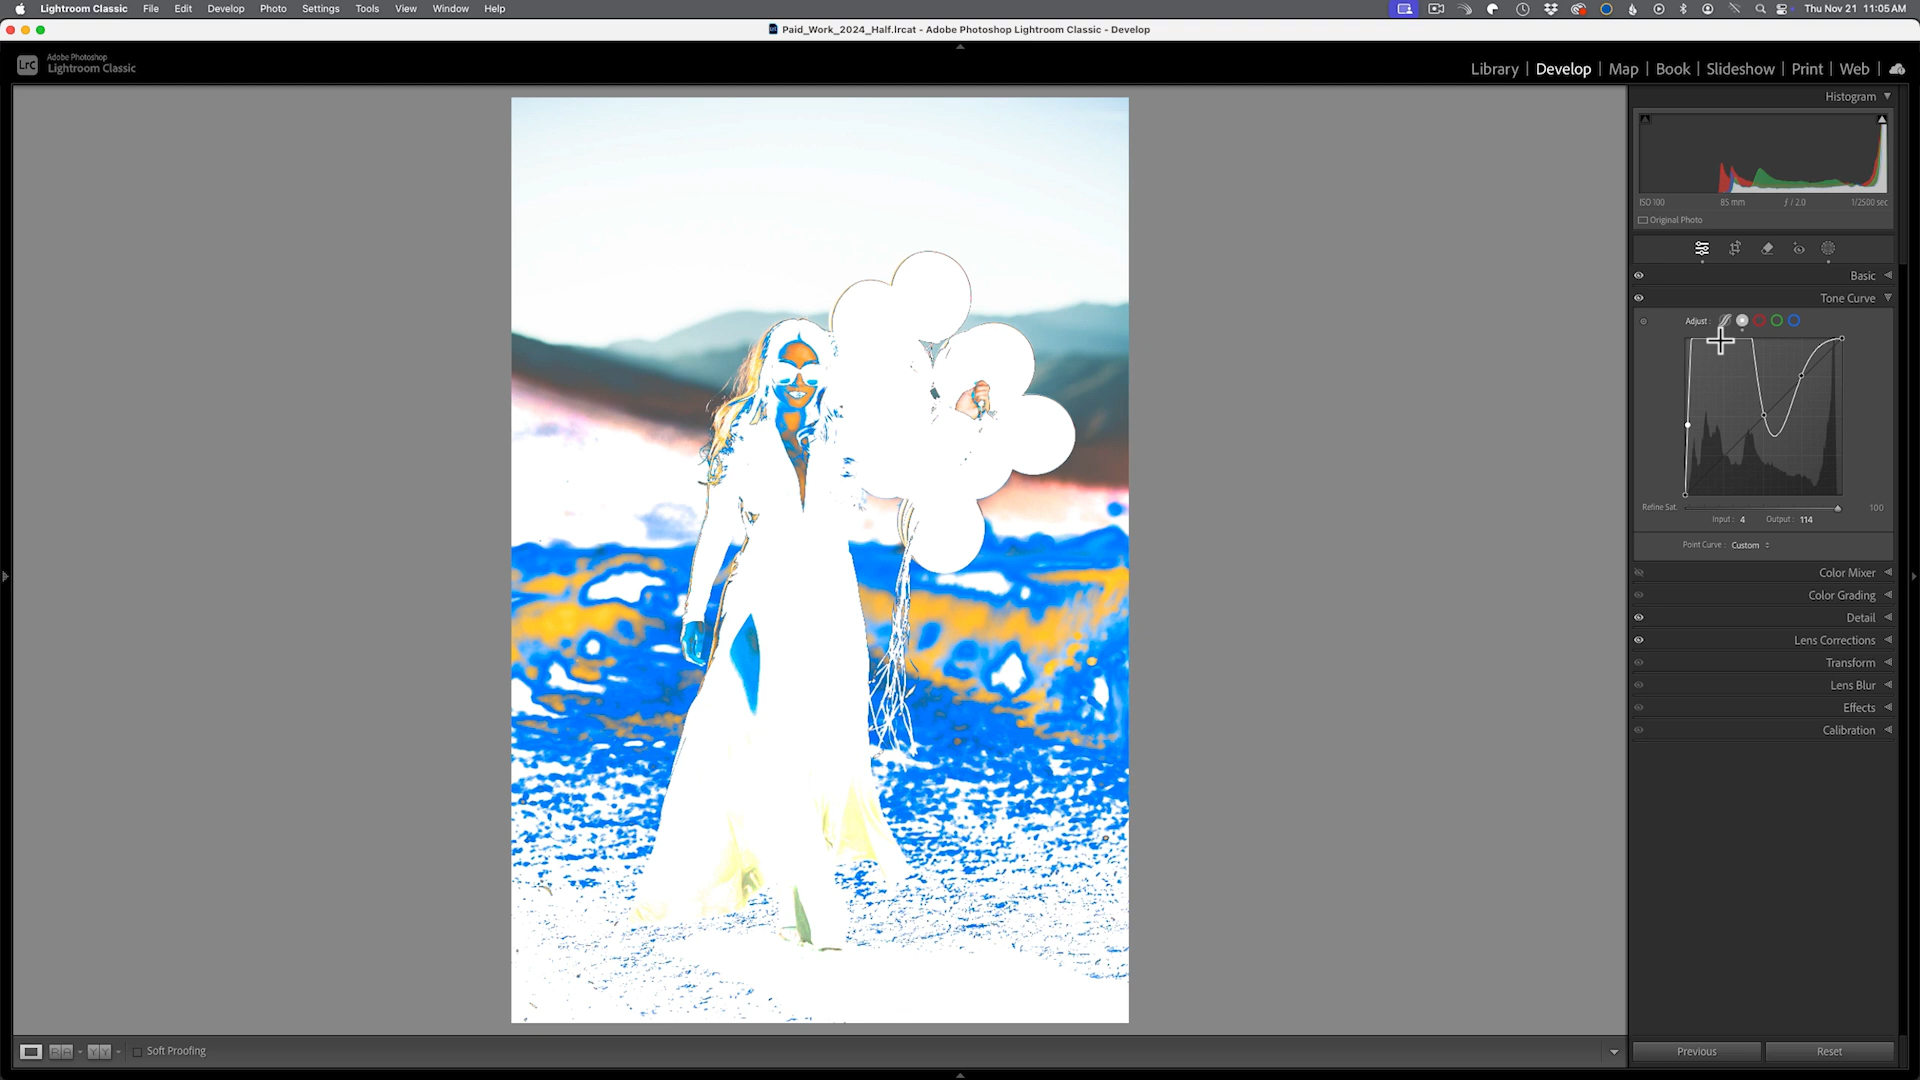 Lightroom Classic File Edit Develop Photo Settings Tools View Window Help Thu Nov 21 11:05 AM
Paid_Work_2024_Half.lrcat - Adobe Photoshop Lightroom Classic - Develop
LrC Adobe Photoshop
Lightroom Classic
Library | Develop | Map | Book | Slideshow | Print | Web |
Histogram
ISO 100 85 mm ƒ / 2.0 1/2500 sec
Original Photo
Basic
Tone Curve
Adjust :
Refine Sat. 100
Input : 4 Output : 114
Point Curve : Custom
Color Mixer
Color Grading
Detail
Lens Corrections
Transform
Lens Blur
Effects
Calibration
R A Y Y Soft Proofing
Previous Reset